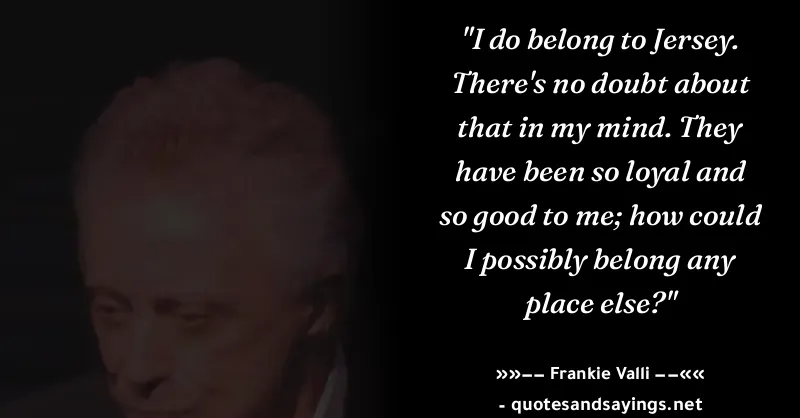 "I do belong to Jersey.
There's no doubt about
that in my mind. They
have been so loyal and
so good to me; how could
I possibly belong any
place else?"
»»−− Frankie Valli −−««
- quotesandsayings.net